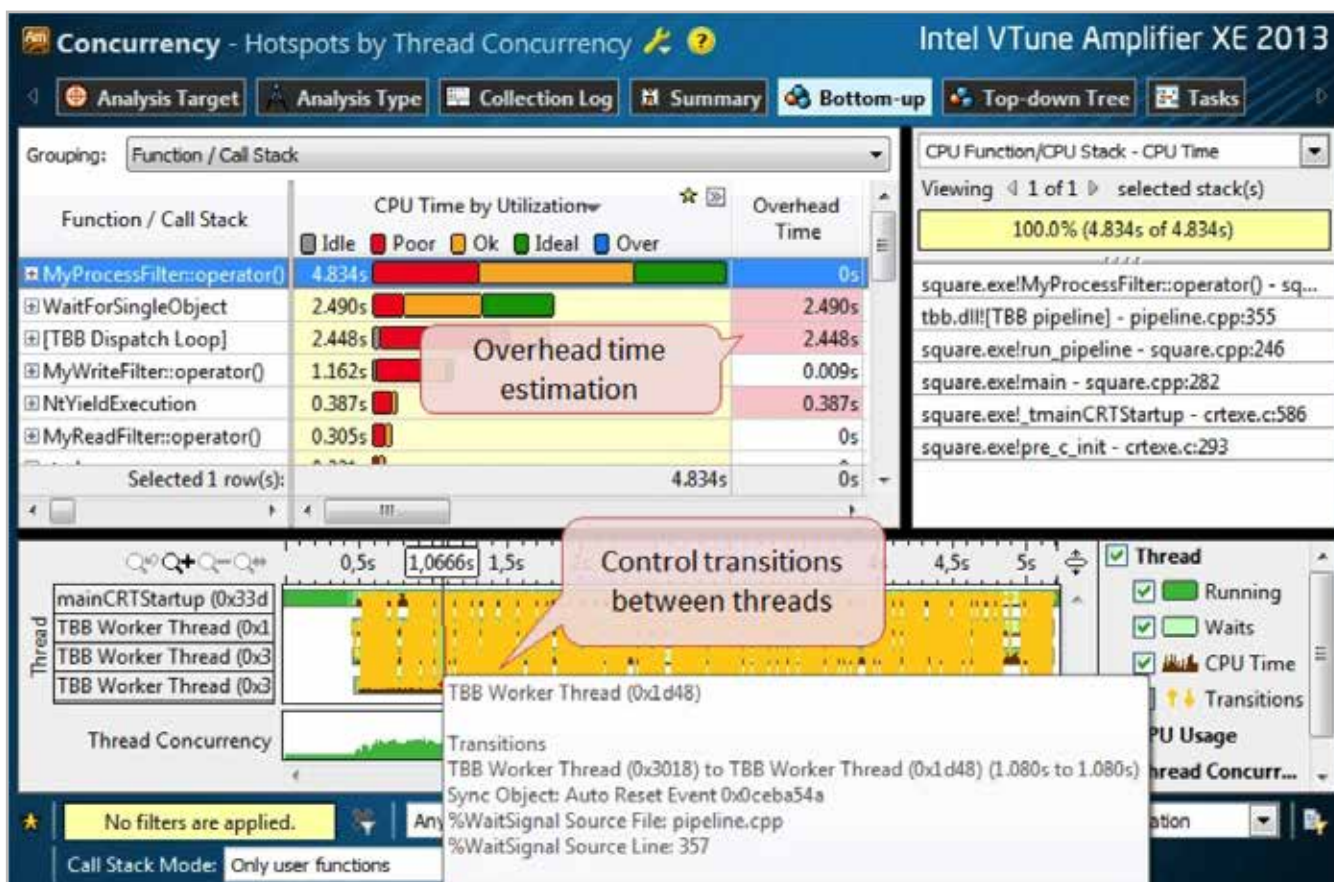 Concurrency - Hotspots by Thread Concurrency
Intel VTune Amplifier XE 2013
Analysis Target
Analysis Type
Collection Log
Summary
Bottom-up
Top-down Tree
Tasks
Grouping: Function / Call Stack
Function / Call Stack
CPU Time by Utilization
Idle Poor Ok Ideal Over
Overhead Time
MyProcessFilter::operator() 4.834s 0s
WaitForSingleObject 2.490s 2.490s
[TBB Dispatch Loop] 2.448s 2.448s
MyWriteFilter::operator() 1.162s 0.009s
NtYieldExecution 0.387s 0.387s
MyReadFilter::operator() 0.305s 0s
Selected 1 row(s): 4.834s 0s
Overhead time estimation
CPU Function/CPU Stack - CPU Time
Viewing 1 of 1 selected stack(s)
100.0% (4.834s of 4.834s)
square.exe!MyProcessFilter::operator() - sq...
tbb.dll![TBB pipeline] - pipeline.cpp:355
square.exe!run_pipeline - square.cpp:246
square.exe!main - square.cpp:282
square.exe!_tmainCRTStartup - crtexe.c:586
square.exe!pre_c_init - crtexe.c:293
0,5s 1,0666s 1,5s 4,5s 5s
Control transitions between threads
Thread
mainCRTStartup (0x33d
TBB Worker Thread (0x1
TBB Worker Thread (0x3
TBB Worker Thread (0x3
Thread Concurrency
Thread
Running
Waits
CPU Time
Transitions
PU Usage
hread Concurr...
TBB Worker Thread (0x1d48)
Transitions
TBB Worker Thread (0x3018) to TBB Worker Thread (0x1d48) (1.080s to 1.080s)
Sync Object: Auto Reset Event 0x0ceba54a
%WaitSignal Source File: pipeline.cpp
%WaitSignal Source Line: 357
No filters are applied.
Any
ation
Call Stack Mode: Only user functions